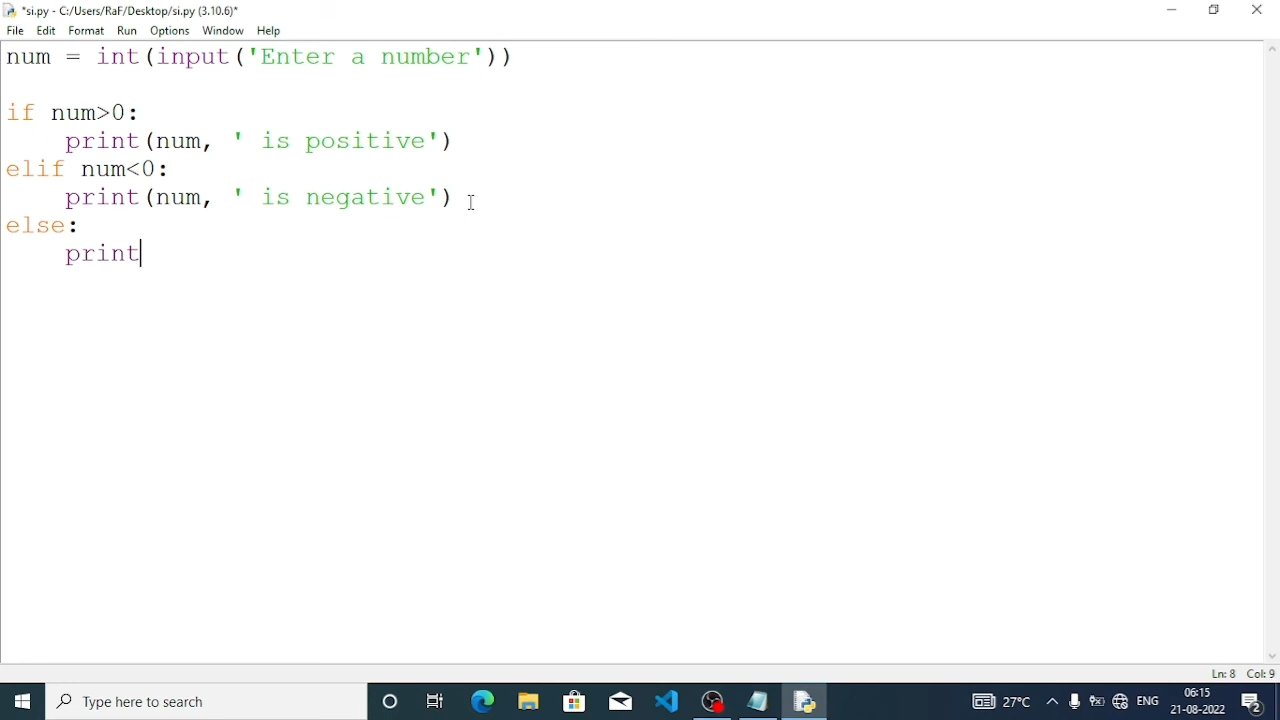 *si.py - C:/Users/RaF/Desktop/si.py (3.10.6)*
File Edit Format Run Options Window Help
num = int(input('Enter a number'))
if num>0:
    print(num, ' is positive')
elif num<0:
    print(num, ' is negative')
else:
    print
Ln: 8 Col: 9
Type here to search
27°C
ENG
06:15
21-08-2022
2